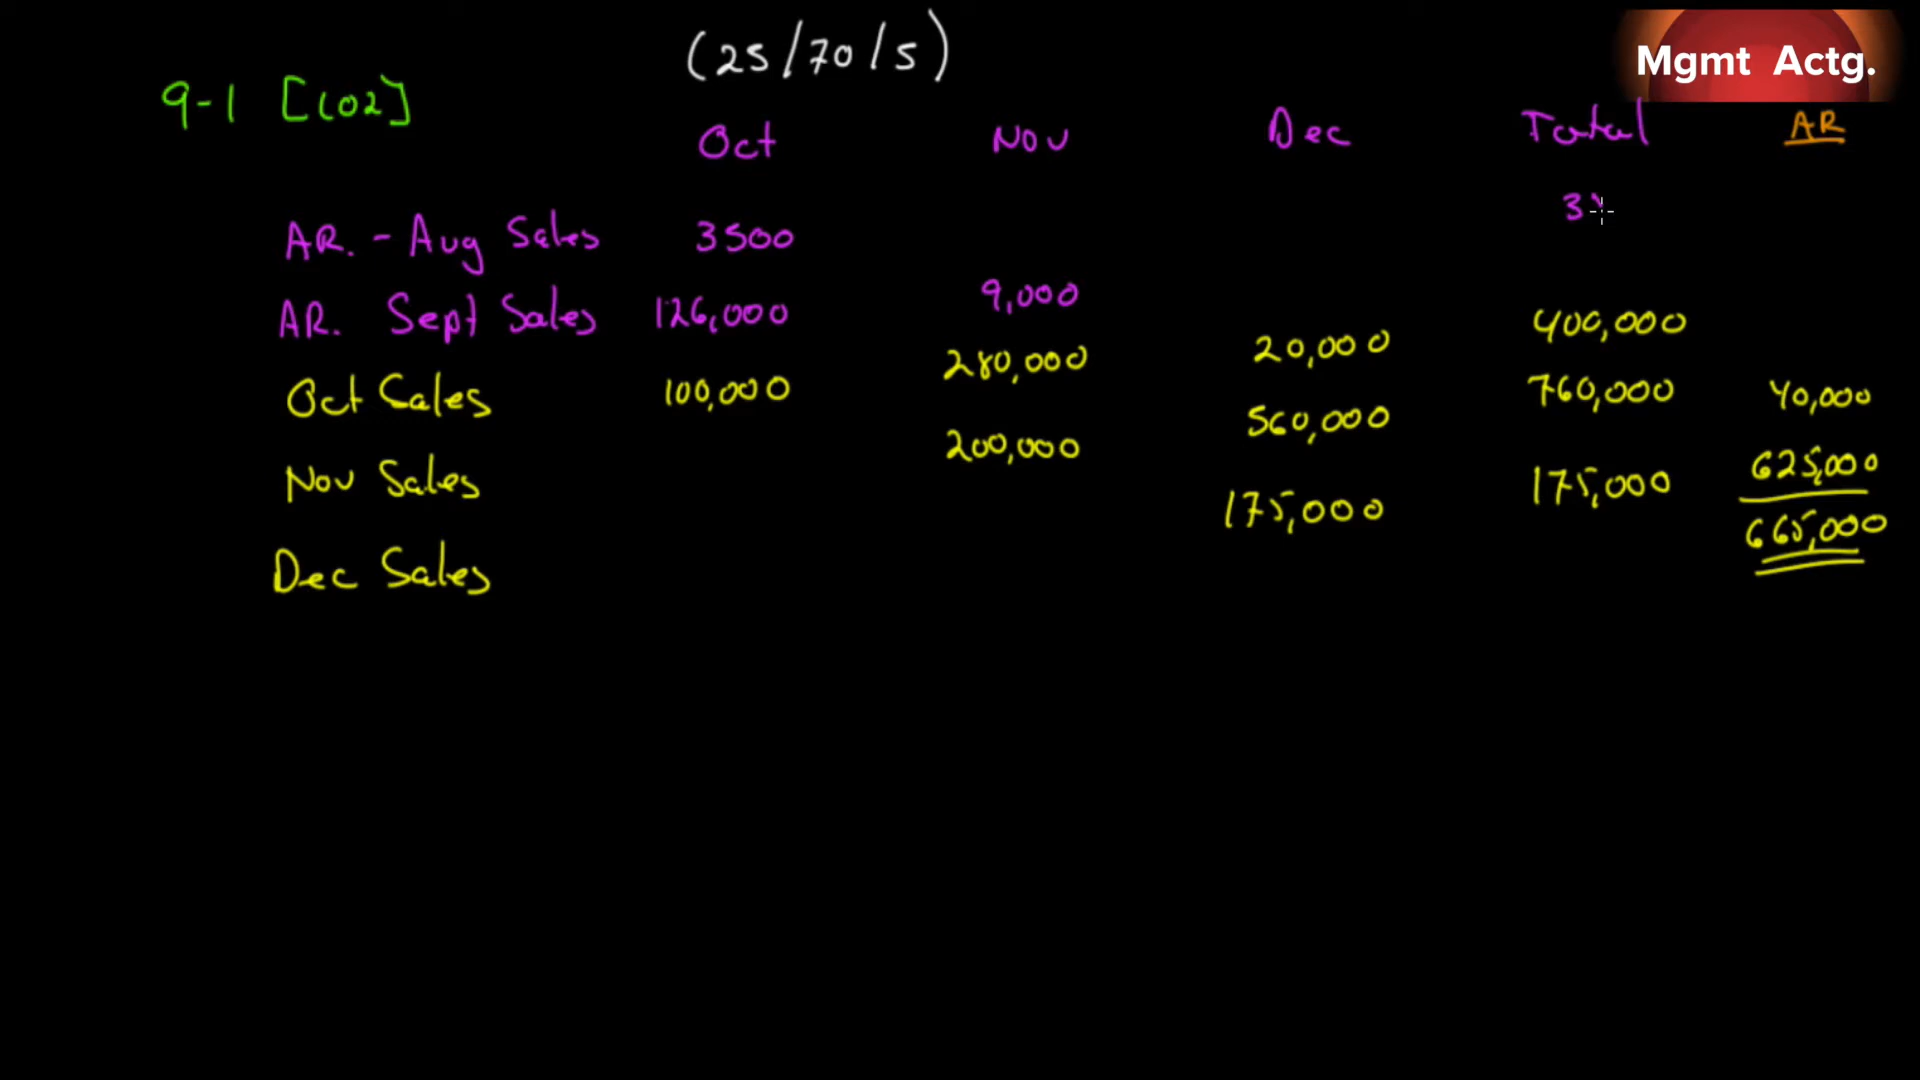 (25/70/5)
Mgmt Actg.
9-1 [LO2]
Oct Nov Dec Total AR
AR. - Aug Sales 3500 3
AR. Sept Sales 126,000 9,000
Oct Sales 100,000 280,000 20,000 400,000
Nov Sales 200,000 560,000 760,000 40,000
Dec Sales 175,000 175,000 625,000
665,000